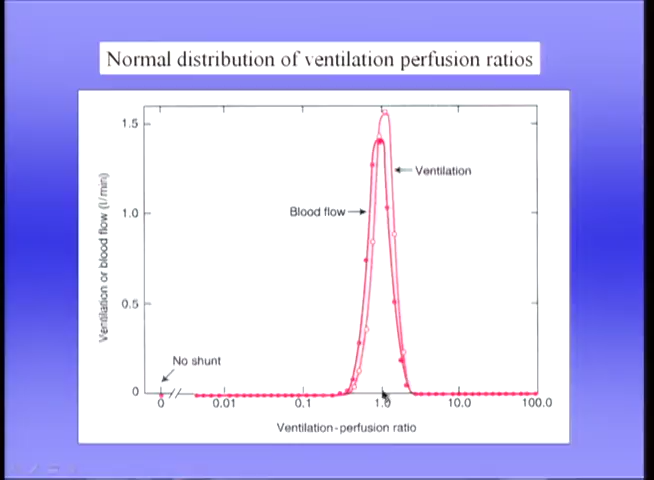 Normal distribution of ventilation perfusion ratios
1.5
Ventilation
Blood flow
1.0
Ventilation or blood flow (l/min)
0.5
No shunt
0
0 0.01 0.1 1.0 10.0 100.0
Ventilation-perfusion ratio